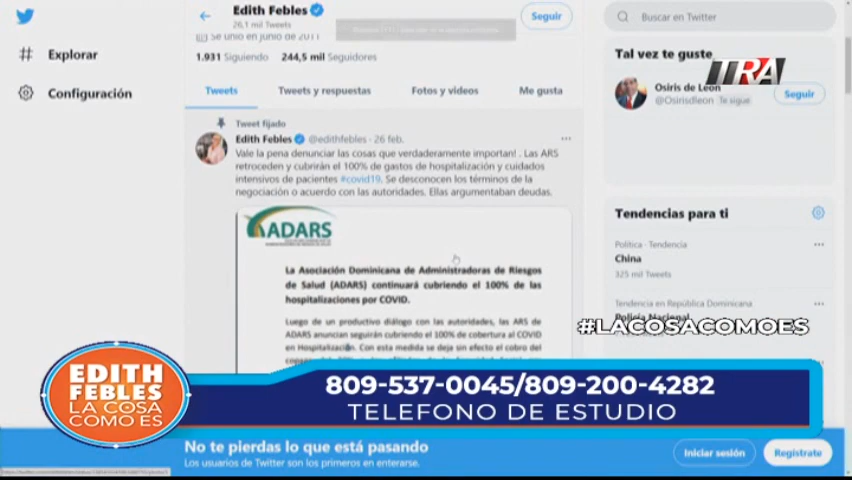 Edith Febles
26,1 mil Tweets
Se unió en junio de 2011
1.931 Siguiendo 244,5 mil Seguidores
Seguir
Explorar
Configuración
Tweets Tweets y respuestas Fotos y videos Me gusta
Tweet fijado
Edith Febles @edithfebles · 26 feb.
Vale la pena denunciar las cosas que verdaderamente importan! . Las ARS
retroceden y cubrirán el 100% de gastos de hospitalización y cuidados
intensivos de pacientes #covid19. Se desconocen los términos de la
negociación o acuerdo con las autoridades. Ellas argumentaban deudas.
ADARS
La Asociación Dominicana de Administradoras de Riesgos
de Salud (ADARS) continuará cubriendo el 100% de las
hospitalizaciones por COVID.
Luego de un productivo diálogo con las autoridades, las ARS de
ADARS anuncian seguirán cubriendo el 100% de cobertura al COVID
en Hospitalización. Con esta medida se deja sin efecto el cobro del
Buscar en Twitter
Tal vez te guste
TRA
Osiris de León
@Osirisdleon Te sigue
Seguir
Tendencias para ti
Política · Tendencia
China
325 mil Tweets
Tendencia en República Dominicana
Policía Nacional
#LACOSACOMOES
EDITH
FEBLES
LA COSA
COMO ES
809-537-0045/809-200-4282
TELEFONO DE ESTUDIO
No te pierdas lo que está pasando
Los usuarios de Twitter son los primeros en enterarse.
Iniciar sesión
Regístrate